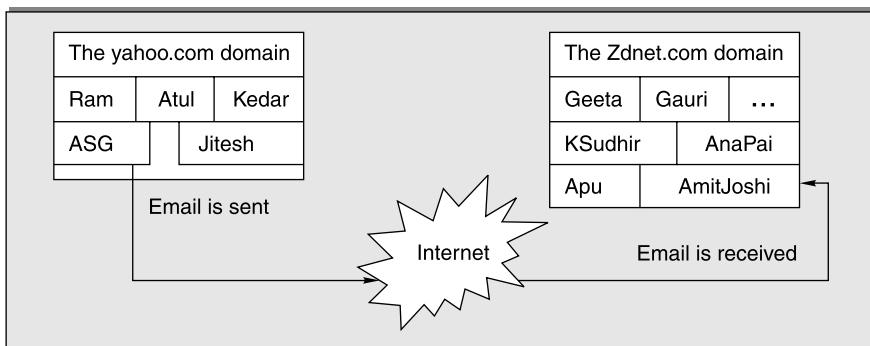 The yahoo.com domain
Ram Atul Kedar
ASG Jitesh
Email is sent
Internet
The Zdnet.com domain
Geeta Gauri ...
KSudhir AnaPai
Apu AmitJoshi
Email is received